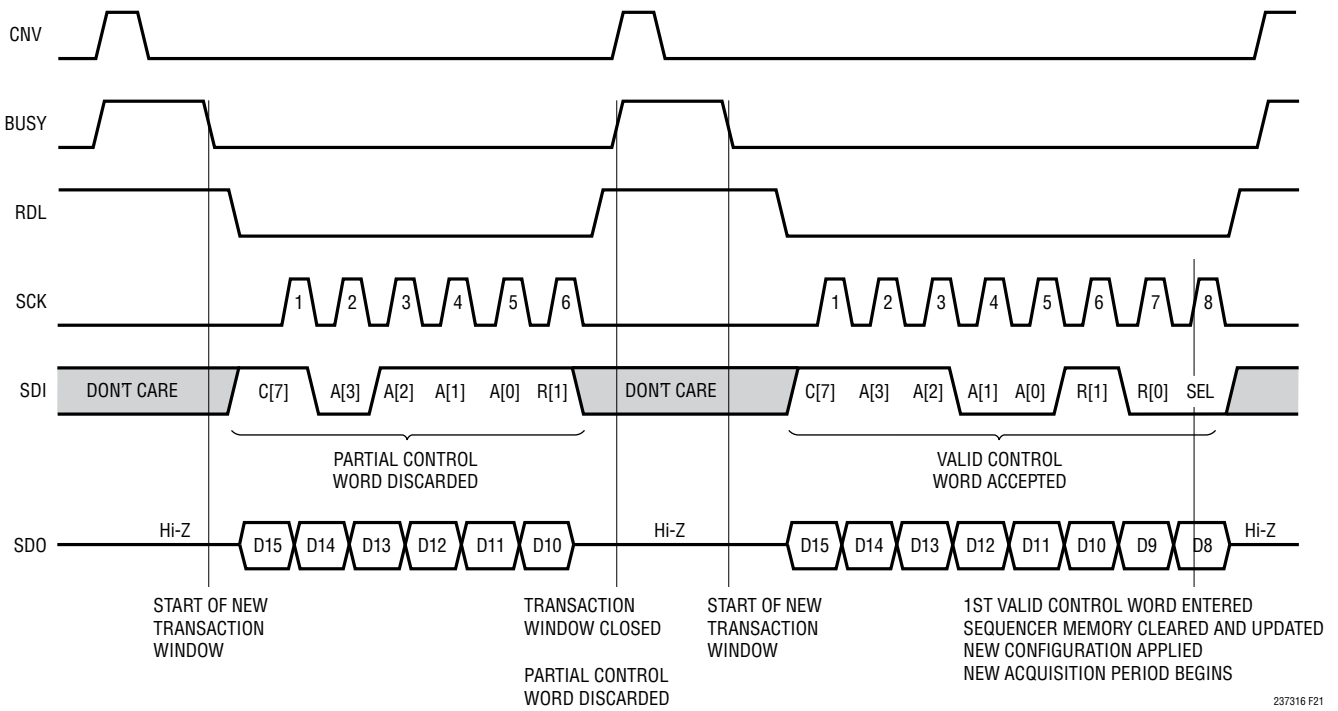 CNV
BUSY
RDL
SCK 1 2 3 4 5 6 1 2 3 4 5 6 7 8
SDI DON'T CARE C[7] A[3] A[2] A[1] A[0] R[1] DON'T CARE C[7] A[3] A[2] A[1] A[0] R[1] R[0] SEL
PARTIAL CONTROL
WORD DISCARDED
VALID CONTROL
WORD ACCEPTED
SDO Hi-Z D15 D14 D13 D12 D11 D10 Hi-Z D15 D14 D13 D12 D11 D10 D9 D8 Hi-Z
START OF NEW
TRANSACTION
WINDOW
TRANSACTION
WINDOW CLOSED
PARTIAL CONTROL
WORD DISCARDED
START OF NEW
TRANSACTION
WINDOW
1ST VALID CONTROL WORD ENTERED
SEQUENCER MEMORY CLEARED AND UPDATED
NEW CONFIGURATION APPLIED
NEW ACQUISITION PERIOD BEGINS
237316 F21